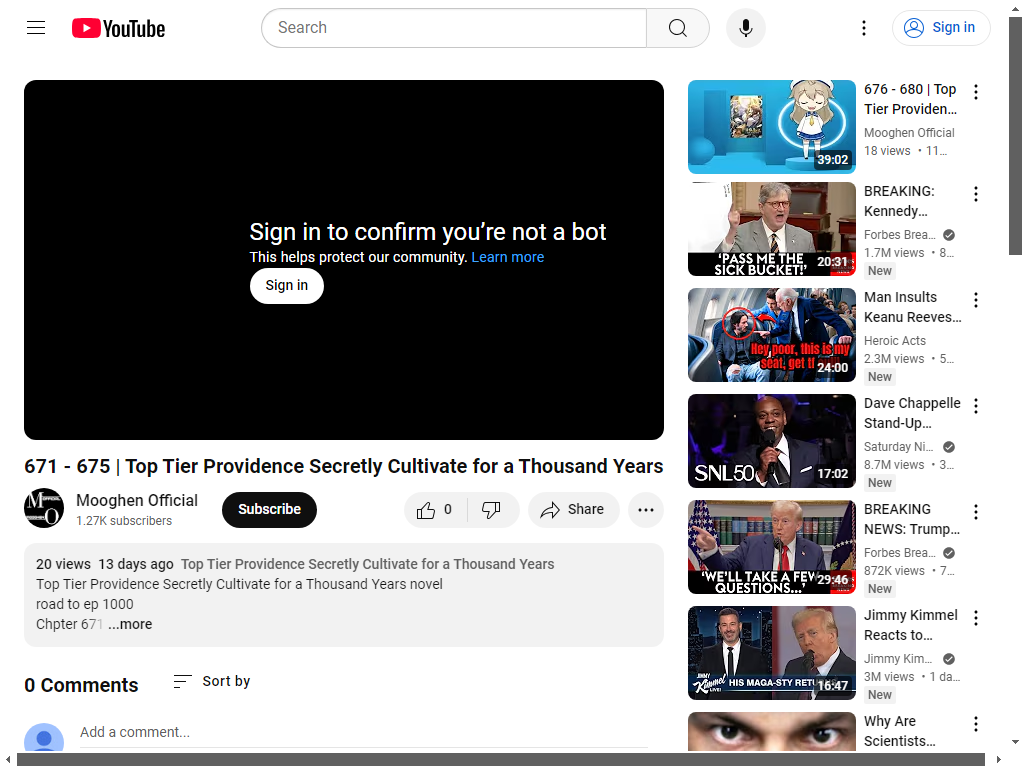 YouTube
Search
Sign in
Sign in to confirm you’re not a bot
This helps protect our community. Learn more
Sign in
671 - 675 | Top Tier Providence Secretly Cultivate for a Thousand Years
Mooghen Official
1.27K subscribers
Subscribe
0
Share
20 views 13 days ago Top Tier Providence Secretly Cultivate for a Thousand Years
Top Tier Providence Secretly Cultivate for a Thousand Years novel
road to ep 1000
Chpter 671 ...more
0 Comments
Sort by
Add a comment...
39:02
676 - 680 | Top
Tier Providen...
Mooghen Official
18 views • 11...
'PASS ME THE
SICK BUCKET!'
20:31
BREAKING:
Kennedy...
Forbes Brea...
1.7M views • 8...
New
Hey poor, this is my
seat, get
24:00
Man Insults
Keanu Reeves...
Heroic Acts
2.3M views • 5...
New
SNL50
17:02
Dave Chappelle
Stand-Up...
Saturday Ni...
8.7M views • 3...
New
'WE'LL TAKE A FEW
QUESTIONS...'
29:46
BREAKING
NEWS: Trump...
Forbes Brea...
872K views • 7...
New
JIMMY
Kimmel
LIVE!
HIS MAGA-STY RETU
16:47
Jimmy Kimmel
Reacts to...
Jimmy Kim...
3M views • 1 da...
New
Why Are
Scientists...